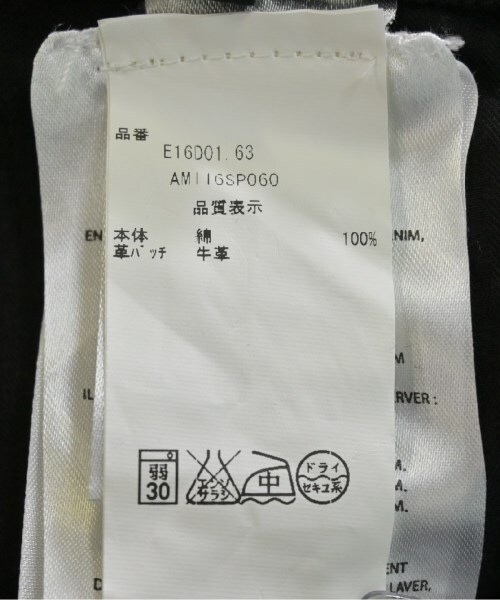 品番
E16D01.63
AMI16SP060
品質表示
本体 綿 100%
革パッチ 牛革
弱
30
エンソ
サラシ
中
ドライ
セキユ系
EN
NIM,
M
IL
RVER :
M.
A.
M.
ENT
D
LAVER,